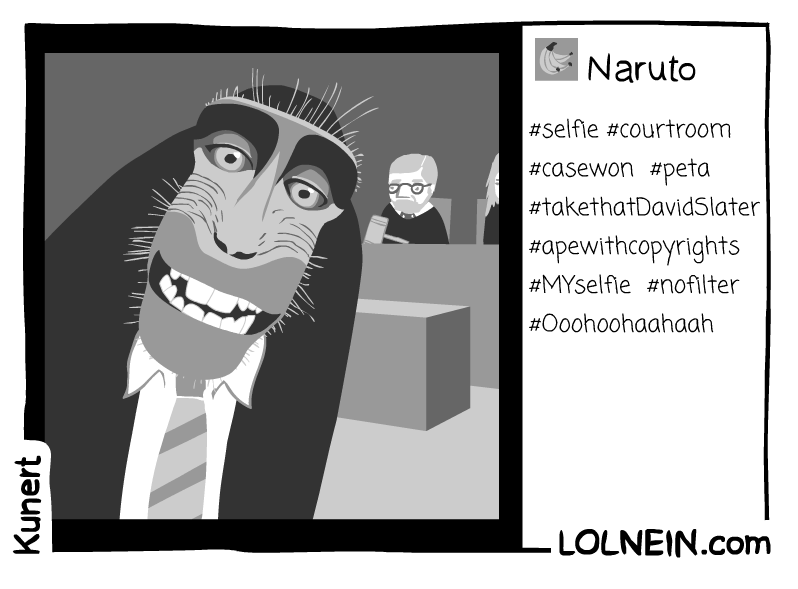 Naruto
#selfie #courtroom
#casewon #peta
#takethatDavidSlater
#apewithcopyrights
#MYselfie #nofilter
#Ooohoohaahaah
Kunert
LOLNEIN.com